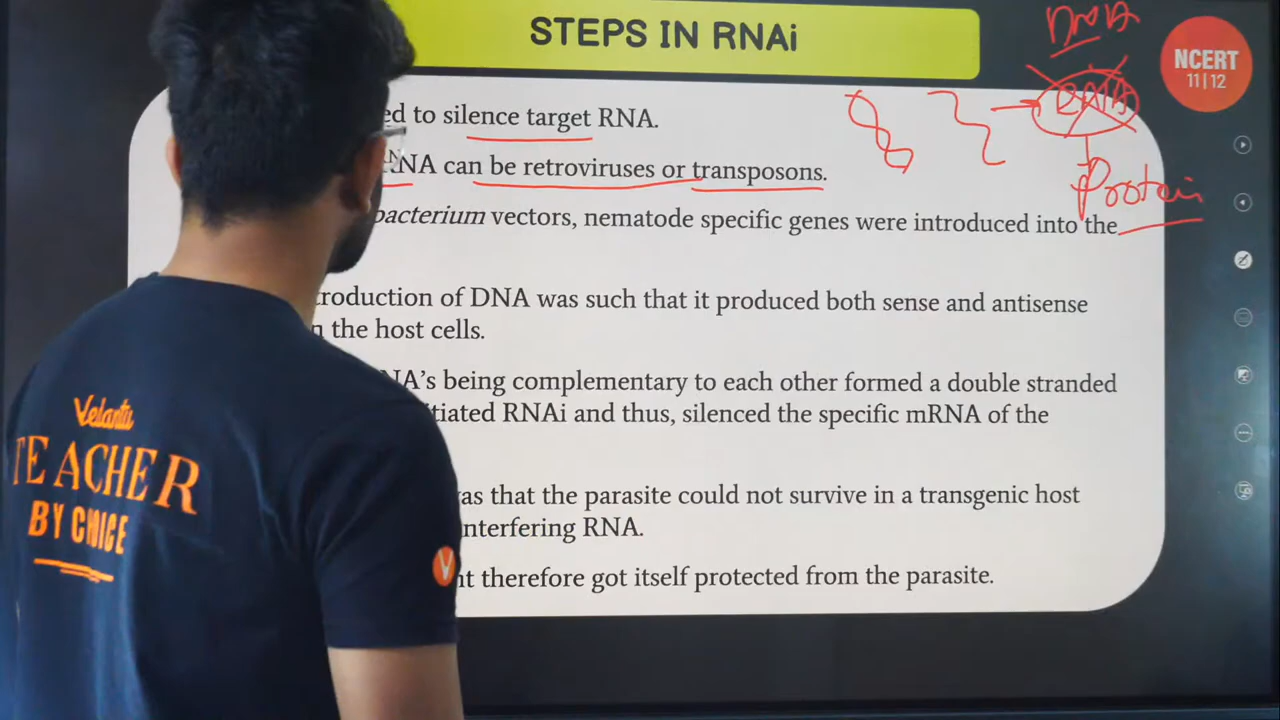 STEPS IN RNAi
NCERT
11|12
DNA
ed to silence target RNA.
NA can be retroviruses or transposons.
Protein
bacterium vectors, nematode specific genes were introduced into the
troduction of DNA was such that it produced both sense and antisense
n the host cells.
NA's being complementary to each other formed a double stranded
itiated RNAi and thus, silenced the specific mRNA of the
as that the parasite could not survive in a transgenic host
nterfering RNA.
nt therefore got itself protected from the parasite.
Vedantu
TEACHER
BY CHOICE
V